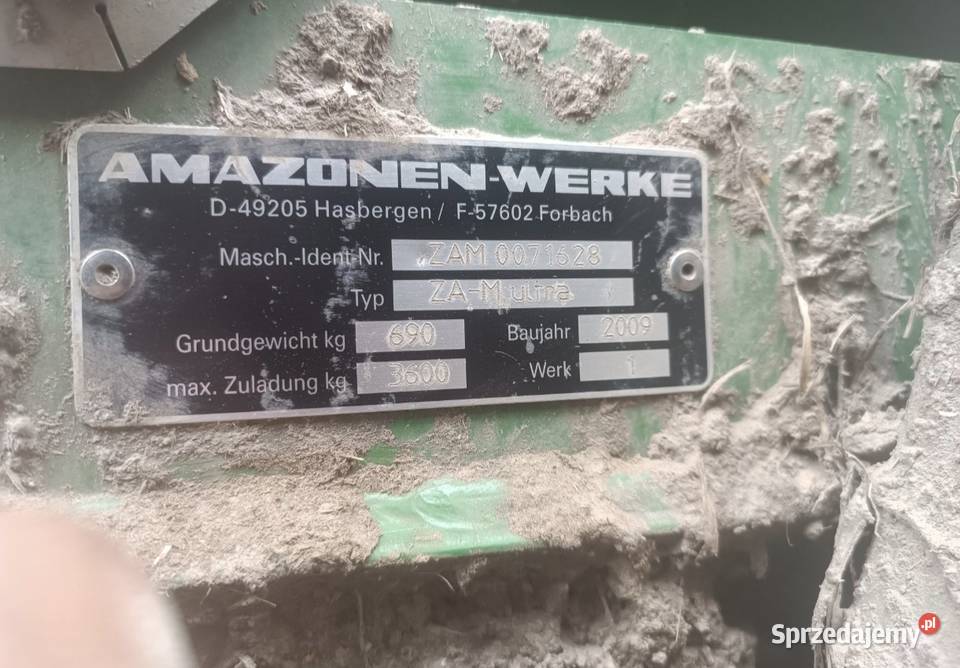 AMAZONEN-WERKE
D-49205 Hasbergen / F-57602 Forbach
Masch.-Ident-Nr. ZAM 0071628
Typ ZA-M ultra
Grundgewicht kg 690 Baujahr 2009
max. Zuladung kg 3600 Werk 1
Sprzedajemy.pl